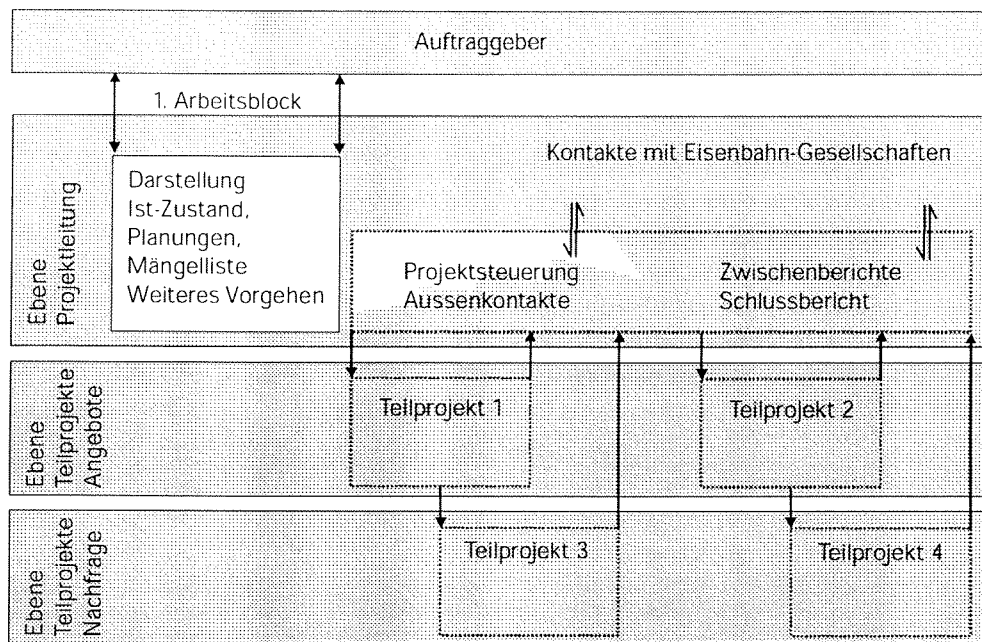 Auftraggeber
1. Arbeitsblock
Ebene
Projektleitung
Darstellung
Ist-Zustand,
Planungen,
Mängelliste
Weiteres Vorgehen
Kontakte mit Eisenbahn-Gesellschaften
Projektsteuerung
Aussenkontakte
Zwischenberichte
Schlussbericht
Ebene
Teilprojekte
Angebote
Teilprojekt 1
Teilprojekt 2
Ebene
Teilprojekte
Nachfrage
Teilprojekt 3
Teilprojekt 4